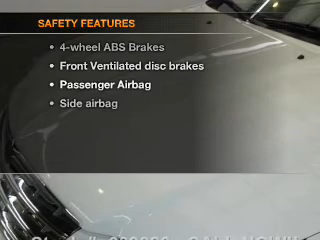 SAFETY FEATURES
• 4-wheel ABS Brakes
• Front Ventilated disc brakes
• Passenger Airbag
• Side airbag